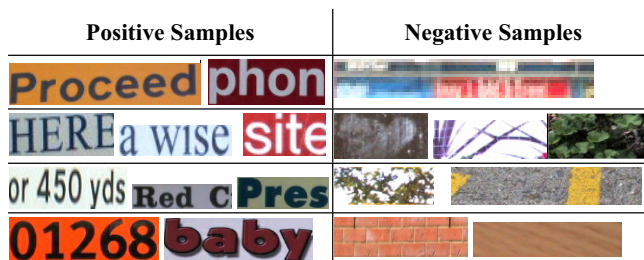 Positive Samples Negative Samples
Proceed phon
HERE a wise site
or 450 yds Red C Pres
01268 baby